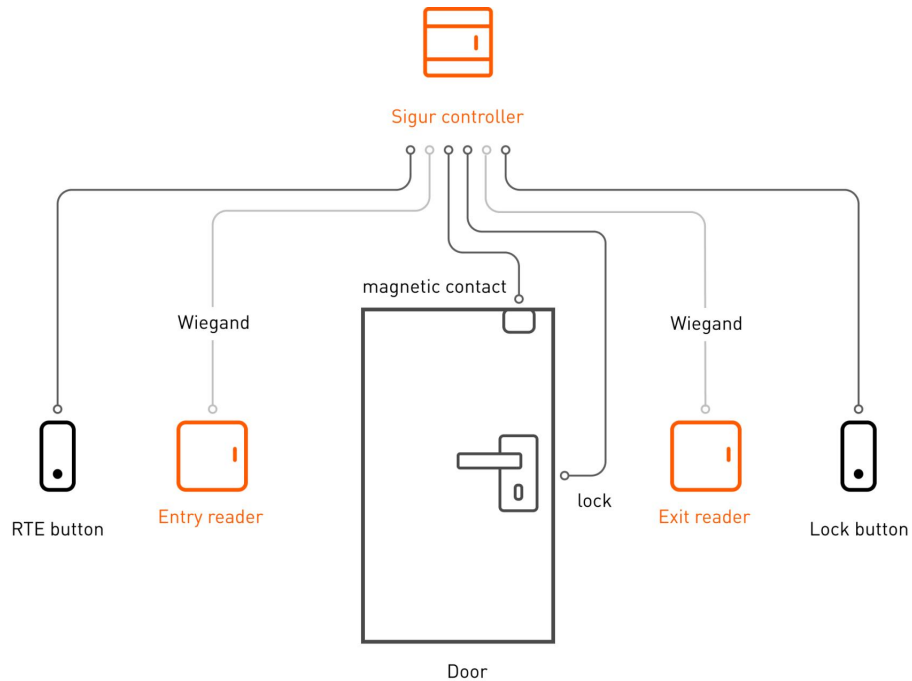 Sigur controller
magnetic contact
Wiegand
Wiegand
lock
Entry reader
Exit reader
RTE button
Lock button
Door